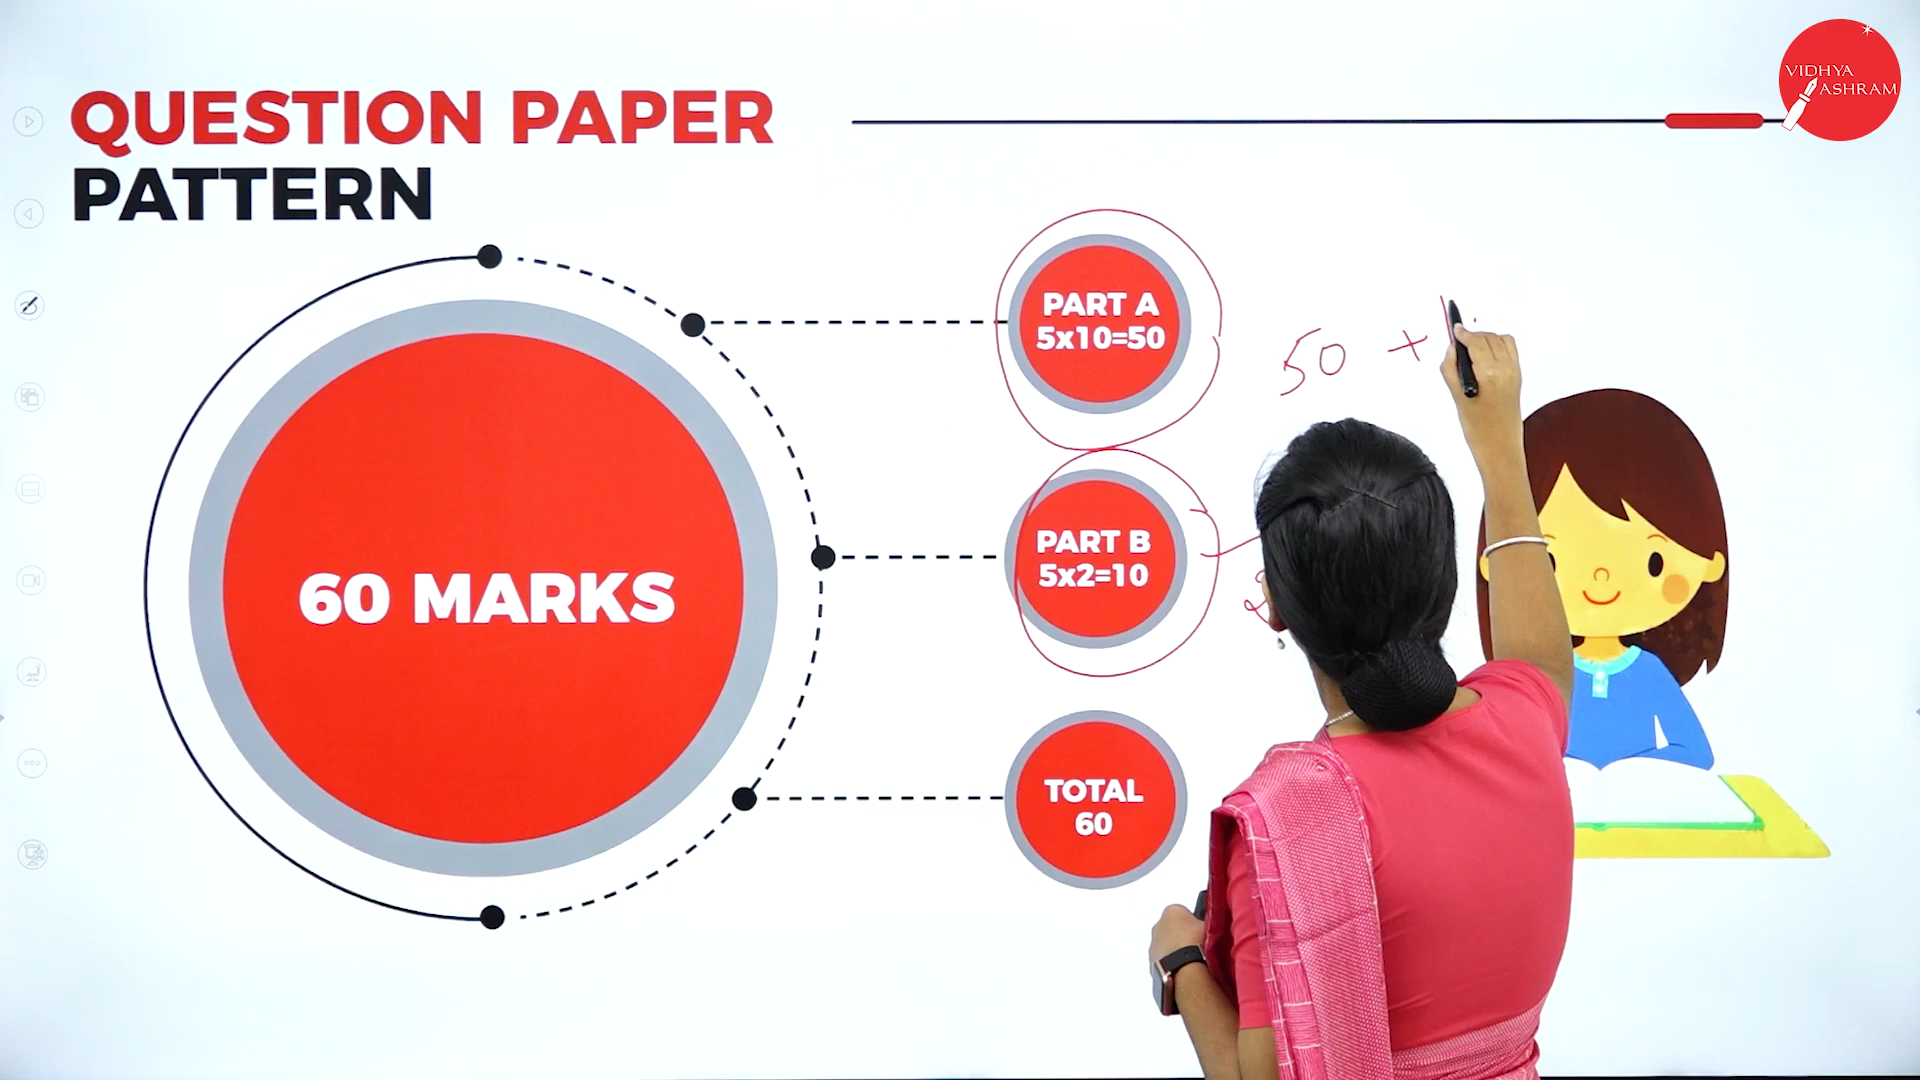 VIDHYA
ASHRAM
QUESTION PAPER
PATTERN
PART A
5x10=50
50 +
60 MARKS
PART B
5x2=10
TOTAL
60